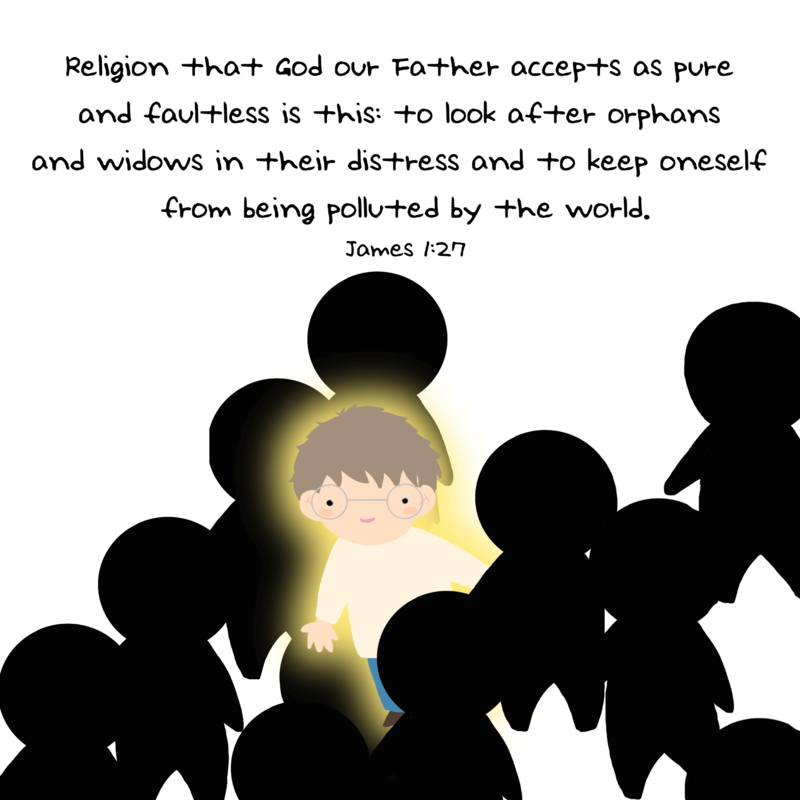 Religion that God our Father accepts as pure
and faultless is this: to look after orphans
and widows in their distress and to keep oneself
from being polluted by the world.
James 1:27